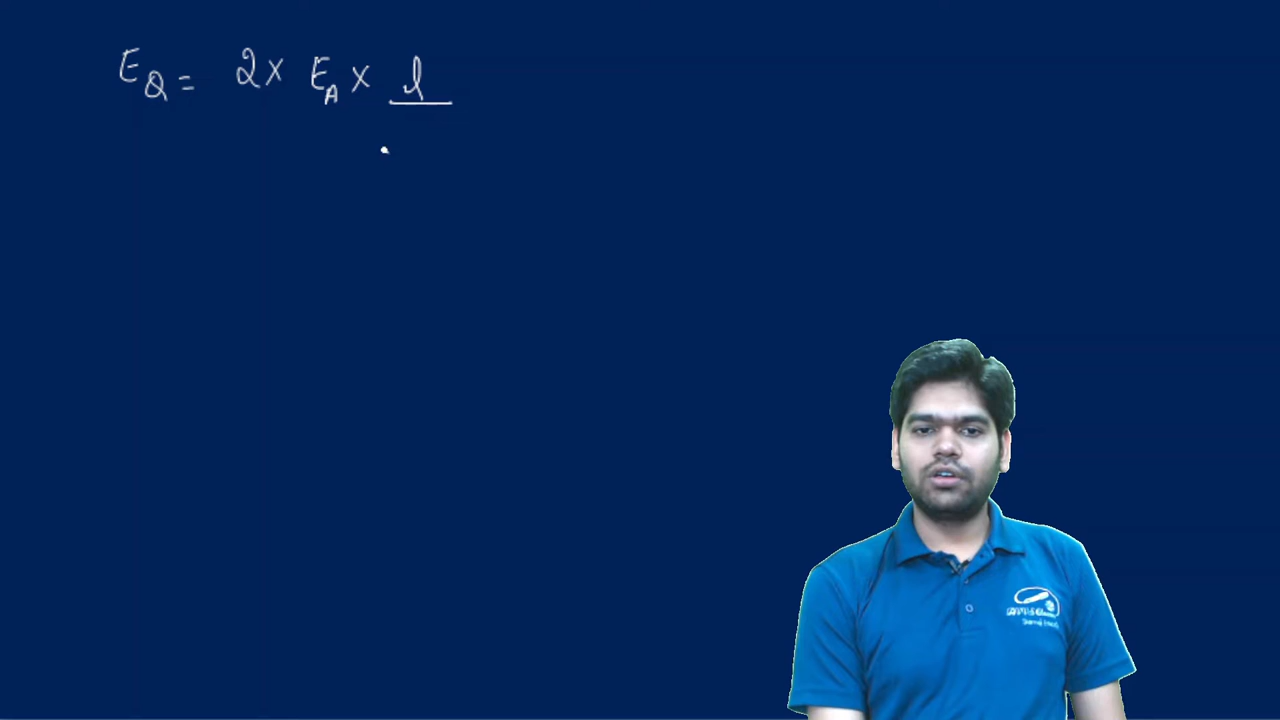 E_Q = 2 × E_A × l